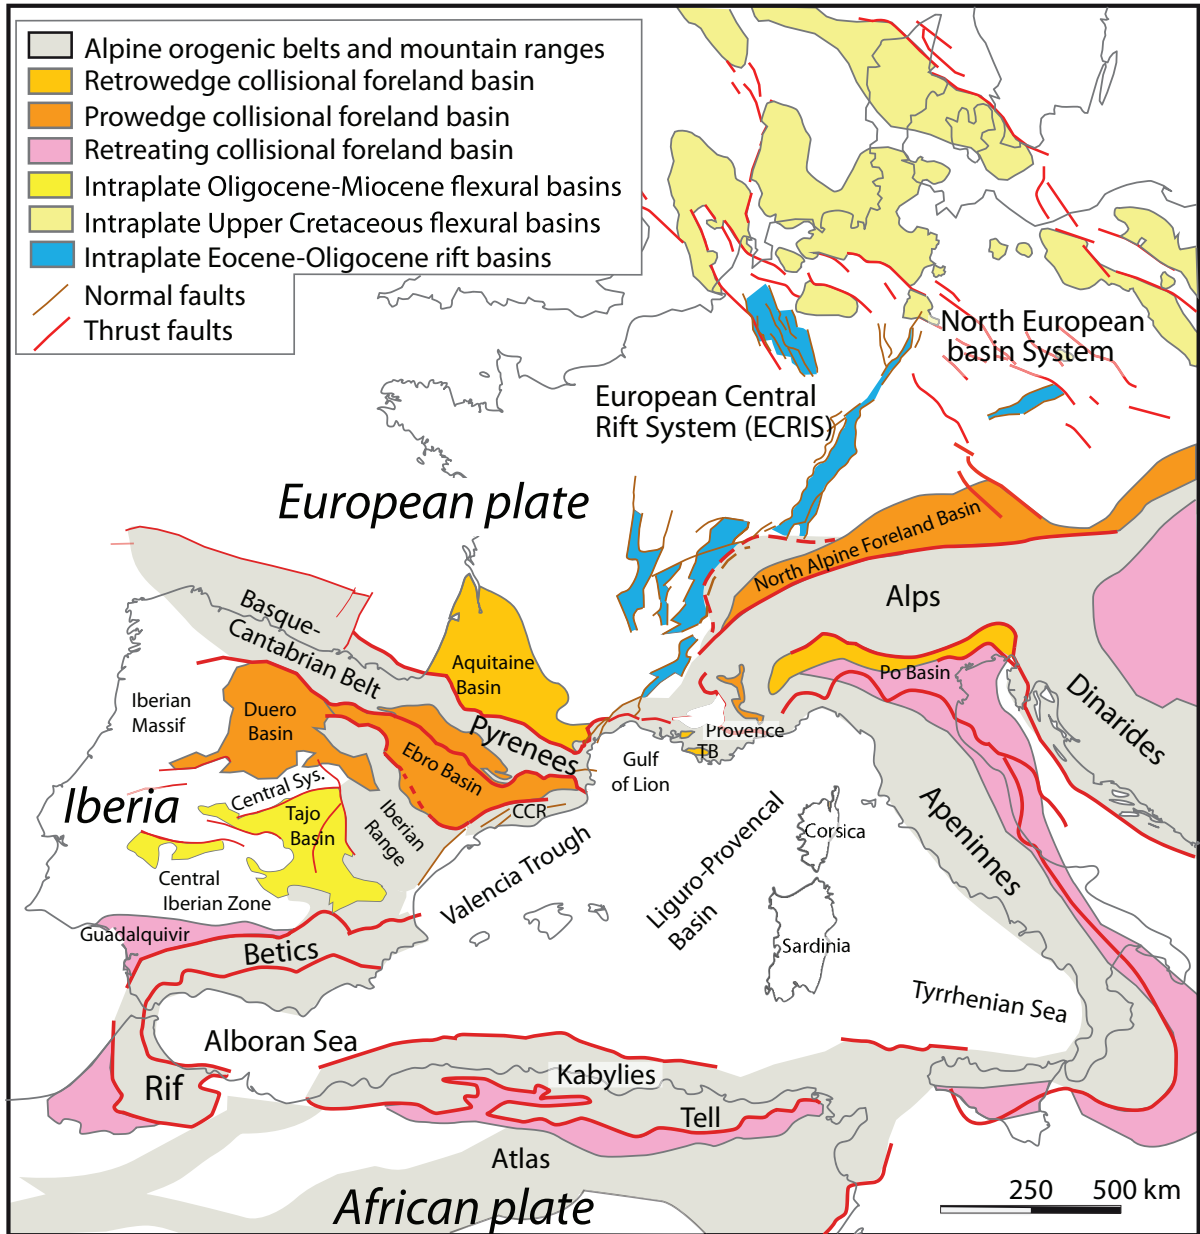 Alpine orogenic belts and mountain ranges
Retrowedge collisional foreland basin
Prowedge collisional foreland basin
Retreating collisional foreland basin
Intraplate Oligocene-Miocene flexural basins
Intraplate Upper Cretaceous flexural basins
Intraplate Eocene-Oligocene rift basins
Normal faults
Thrust faults
North European
basin System
European Central
Rift System (ECRIS)
European plate
North Alpine Foreland Basin
Alps
Basque-
Cantabrian Belt
Aquitaine
Basin
Po Basin
Dinarides
Iberian
Massif
Duero
Basin
Pyrenees
Ebro Basin
Provence
TB
Gulf
of Lion
Central Sys.
Iberia
Tajo
Basin
Iberian
Range
CCR
Apeninnes
Corsica
Valencia Trough
Liguro-Provencal
Basin
Central
Iberian Zone
Guadalquivir
Betics
Sardinia
Tyrrhenian Sea
Alboran Sea
Rif
Kabylies
Tell
Atlas
African plate
250 500 km